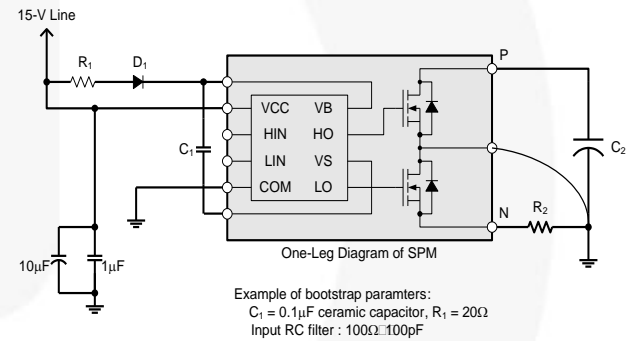 15-V Line
R1
D1
P
VCC
VB
HIN
HO
C1
LIN
VS
C2
COM
LO
R2
N
One-Leg Diagram of SPM
10μF
1μF
Example of bootstrap paramters:
C1 = 0.1μF ceramic capacitor, R1 = 20Ω
Input RC filter : 100Ω□100pF